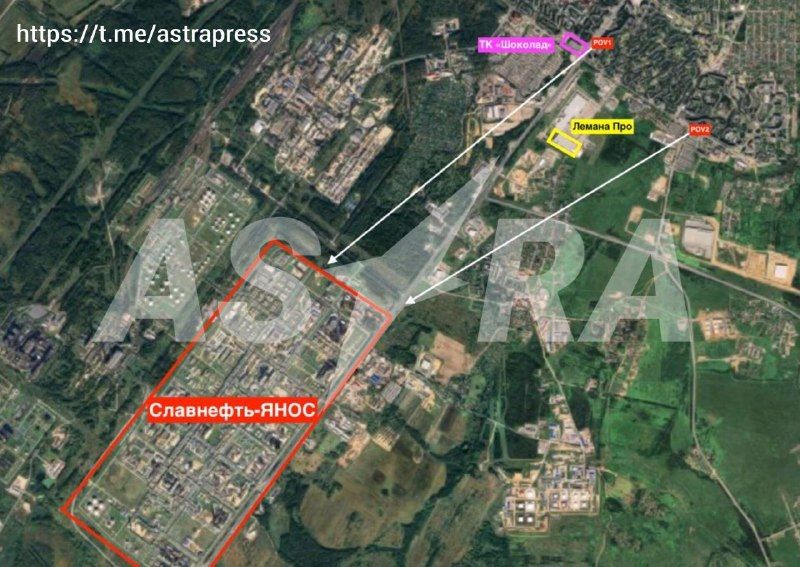 https://t.me/astrapress
ТК «Шоколад»
POV1
Лемана Про
POV2
ASTRA
Славнефть-ЯНОС